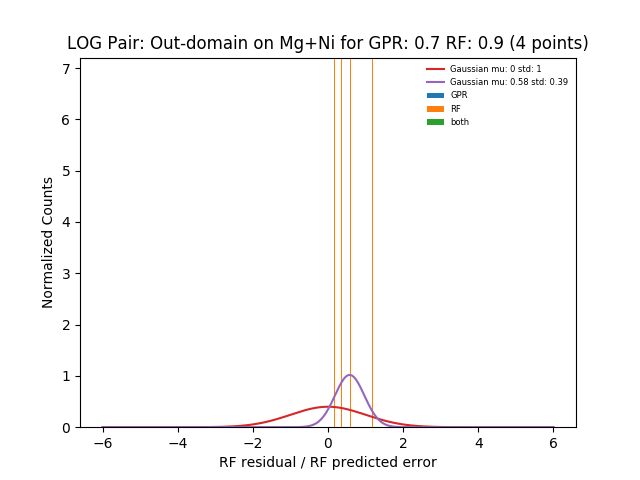 LOG Pair: Out-domain on Mg+Ni for GPR: 0.7 RF: 0.9 (4 points)
Gaussian mu: 0 std: 1
Gaussian mu: 0.58 std: 0.39
GPR
RF
both
Normalized Counts
7
6
5
4
3
2
1
0
−6 −4 −2 0 2 4 6
RF residual / RF predicted error